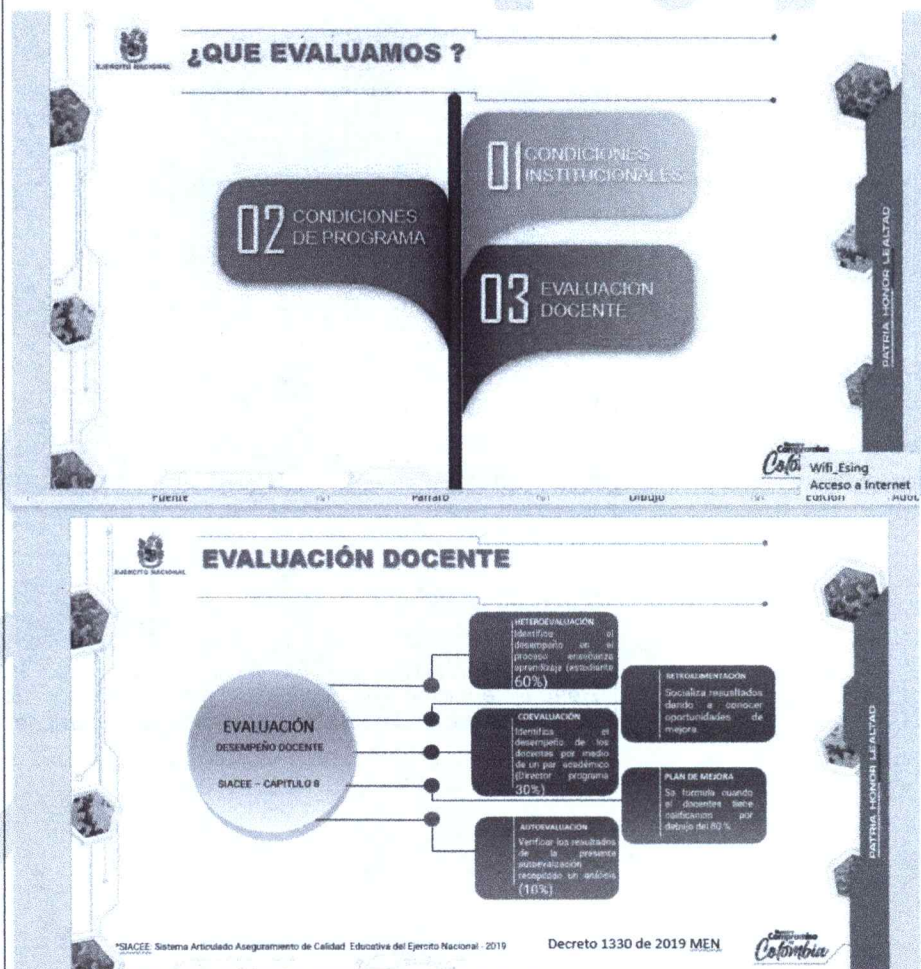 EJERCITO NACIONAL
¿QUE EVALUAMOS ?
01 CONDICIONES
INSTITUCIONALES
02 CONDICIONES
DE PROGRAMA
03 EVALUACIÓN
DOCENTE
PATRIA HONOR LEALTAD
Wifi_Esing
Acceso a Internet
Fuente
Párrafo
Dibujo
Edición
EJERCITO NACIONAL
EVALUACIÓN DOCENTE
EVALUACIÓN
DESEMPEÑO DOCENTE
SIACEE – CAPITULO 8
HETEROEVALUACIÓN
Identifica el
desempeño en el
proceso enseñanza
aprendizaje (estudiante
60%)
RETROALIMENTACIÓN
Socializa resusltados
dando a conocer
oportunidades de
mejora.
COEVALUACIÓN
Identifica el
desempeño de los
docentes por medio
de un par académico
(Director programa
30%)
PLAN DE MEJORA
Se formula cuando
el docentes tiene
calificación por
debajo del 80 %
AUTOEVALUACIÓN
Verificar los resultados
de la presente
autoevaluación
un análisis
(10%)
PATRIA HONOR LEALTAD
*SIACEE: Sistema Articulado Aseguramiento de Calidad Educativa del Ejercito Nacional - 2019
Decreto 1330 de 2019 MEN
Colombia